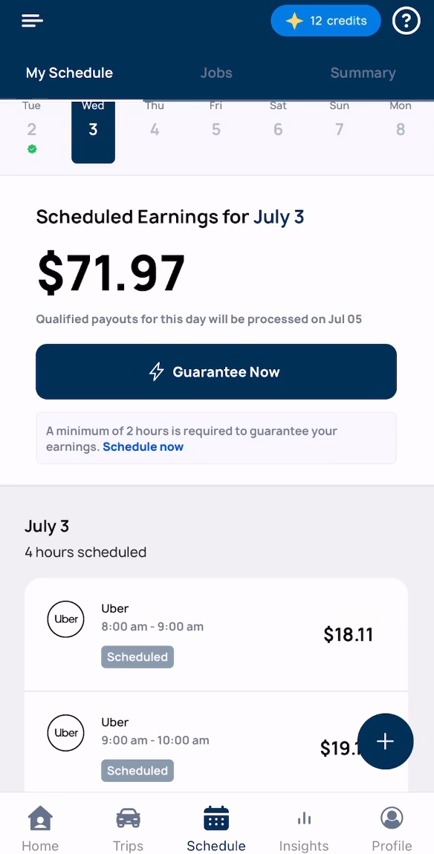 12 credits
?
My Schedule Jobs Summary
Tue Wed Thu Fri Sat Sun Mon
2 3 4 5 6 7 8
Scheduled Earnings for July 3
$71.97
Qualified payouts for this day will be processed on Jul 05
Guarantee Now
A minimum of 2 hours is required to guarantee your
earnings. Schedule now
July 3
4 hours scheduled
Uber
Uber
8:00 am - 9:00 am
$18.11
Scheduled
Uber
Uber
9:00 am - 10:00 am
$19.1
Scheduled
Home Trips Schedule Insights Profile